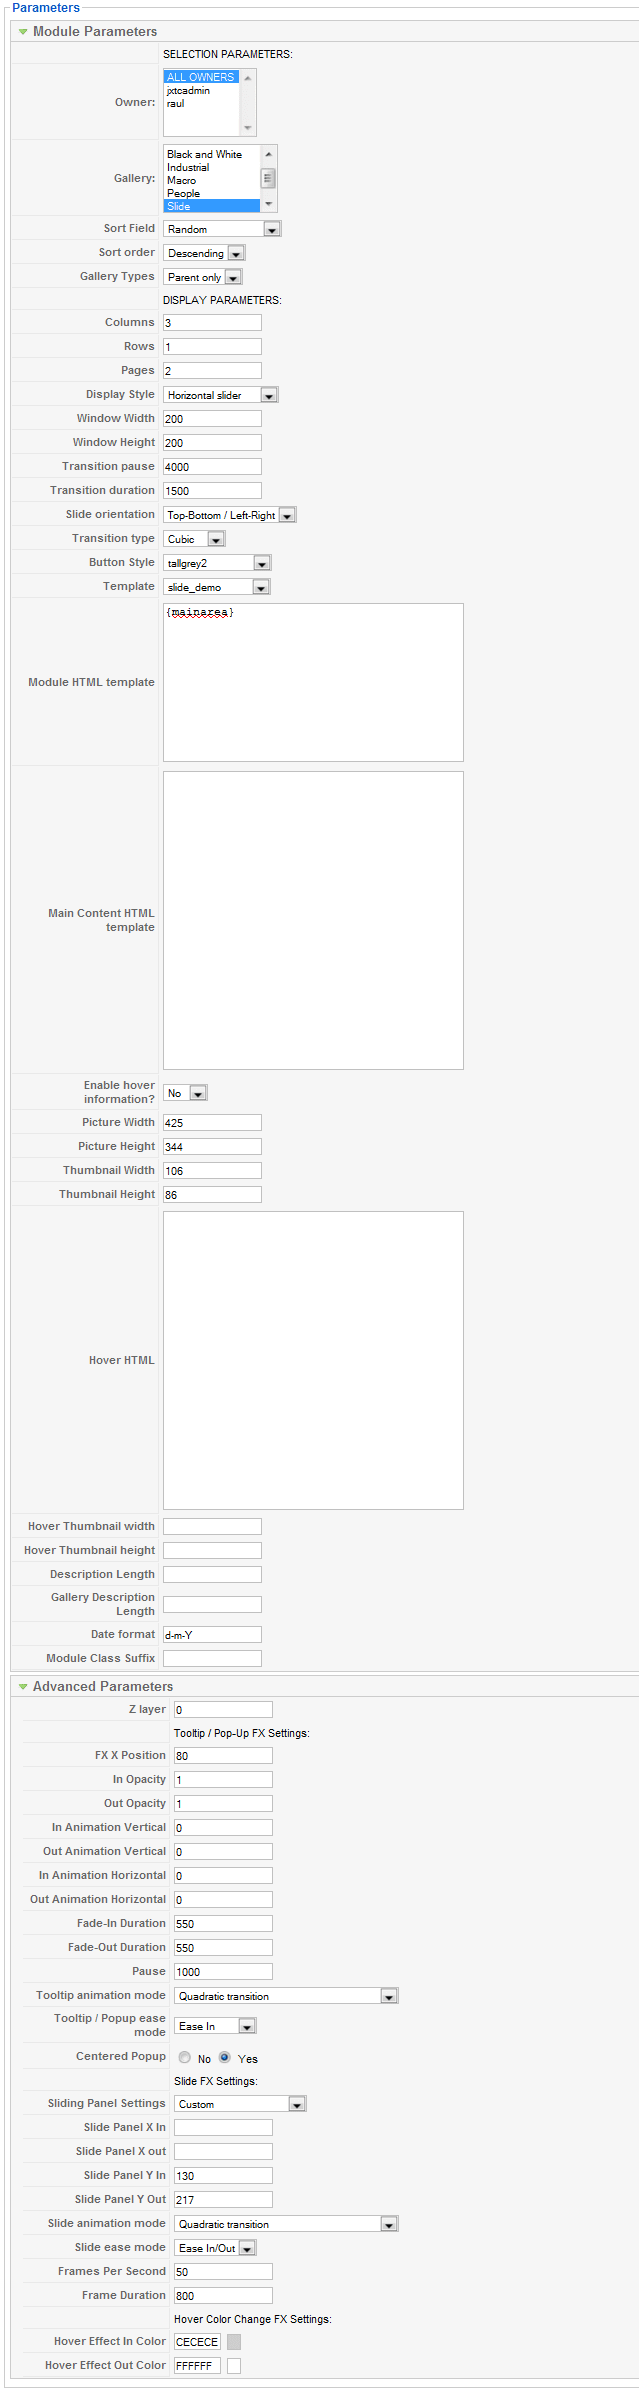 Parameters
Module Parameters
SELECTION PARAMETERS:
Owner:
ALL OWNERS
jxtcadmin
raul
Gallery:
Black and White
Industrial
Macro
People
Slide
Sort Field Random
Sort order Descending
Gallery Types Parent only
DISPLAY PARAMETERS:
Columns 3
Rows 1
Pages 2
Display Style Horizontal slider
Window Width 200
Window Height 200
Transition pause 4000
Transition duration 1500
Slide orientation Top-Bottom / Left-Right
Transition type Cubic
Button Style tallgrey2
Template slide_demo
{mainarea}
Module HTML template
Main Content HTML
template
Enable hover
information? No
Picture Width 425
Picture Height 344
Thumbnail Width 106
Thumbnail Height 86
Hover HTML
Hover Thumbnail width
Hover Thumbnail height
Description Length
Gallery Description
Length
Date format d-m-Y
Module Class Suffix
Advanced Parameters
Z layer 0
Tooltip / Pop-Up FX Settings:
FX X Position 80
In Opacity 1
Out Opacity 1
In Animation Vertical 0
Out Animation Vertical 0
In Animation Horizontal 0
Out Animation Horizontal 0
Fade-In Duration 550
Fade-Out Duration 550
Pause 1000
Tooltip animation mode Quadratic transition
Tooltip / Popup ease
mode Ease In
Centered Popup No Yes
Slide FX Settings:
Sliding Panel Settings Custom
Slide Panel X In
Slide Panel X out
Slide Panel Y In 130
Slide Panel Y Out 217
Slide animation mode Quadratic transition
Slide ease mode Ease In/Out
Frames Per Second 50
Frame Duration 800
Hover Color Change FX Settings:
Hover Effect In Color CECECE
Hover Effect Out Color FFFFFF